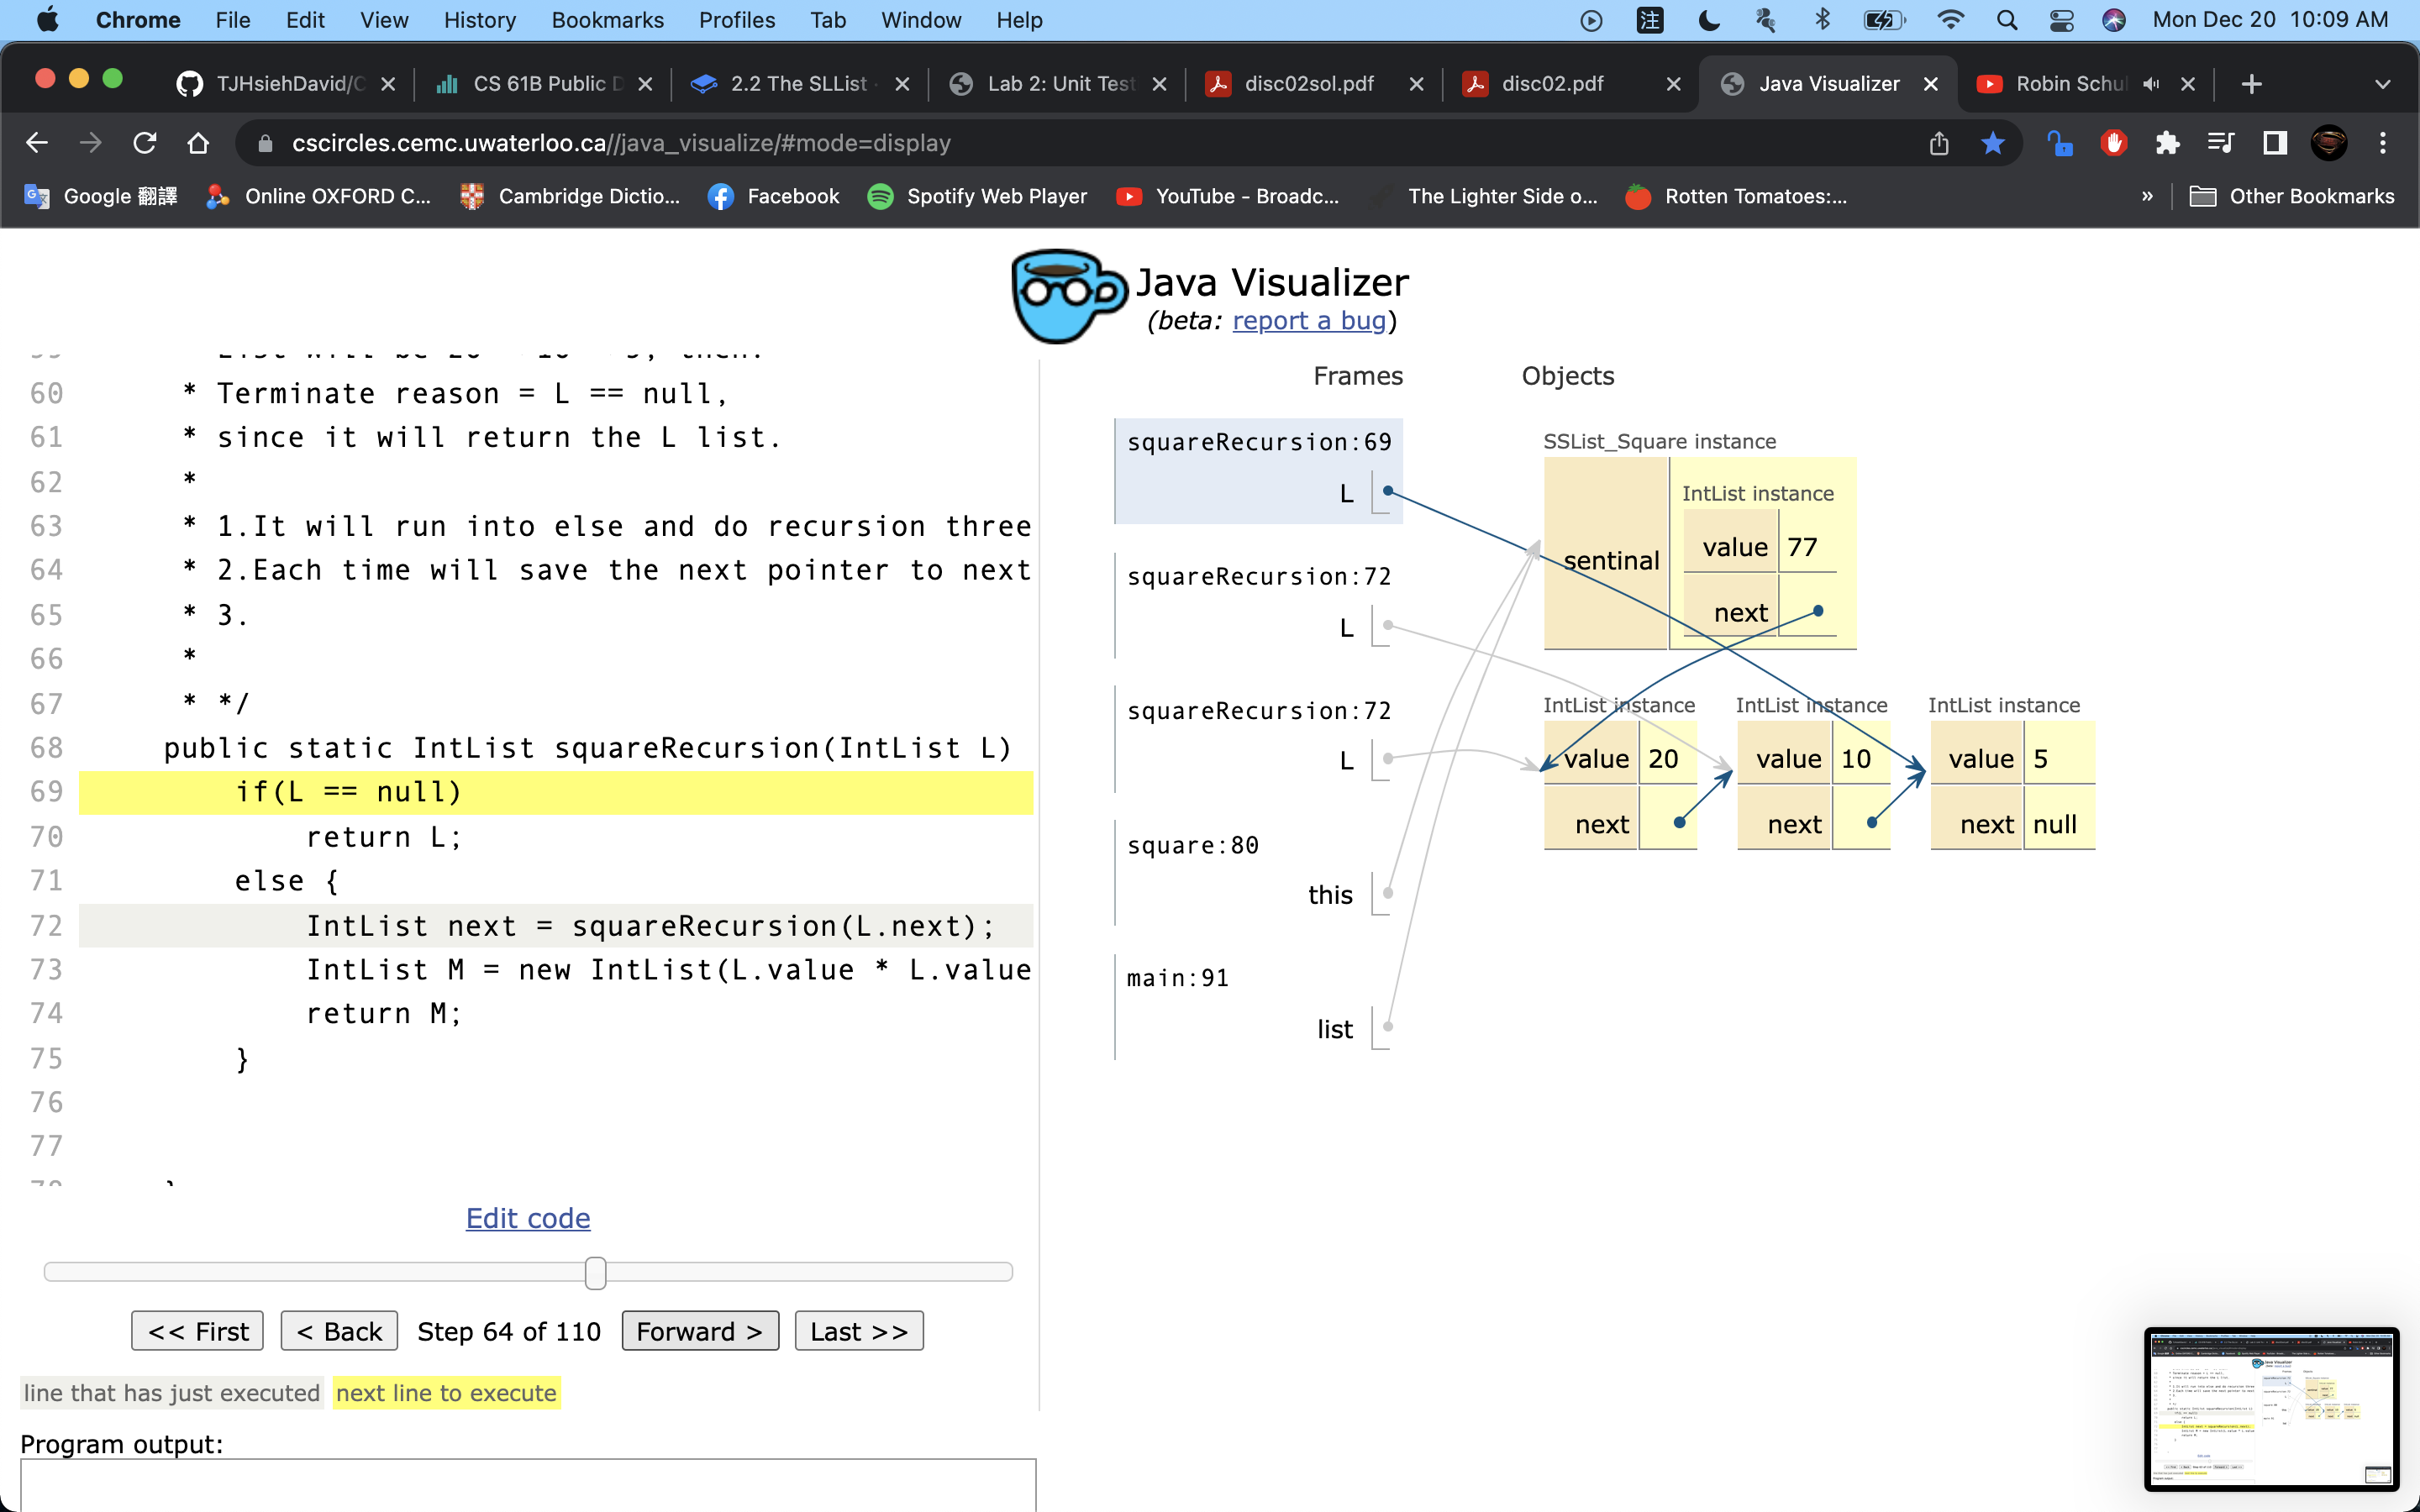 Chrome File Edit View History Bookmarks Profiles Tab Window Help 注 Mon Dec 20 10:09 AM
TJHsiehDavid/C CS 61B Public D 2.2 The SLList · Lab 2: Unit Test disc02sol.pdf disc02.pdf Java Visualizer Robin Schul
cscircles.cemc.uwaterloo.ca//java_visualize/#mode=display
Google 翻譯 Online OXFORD C... Cambridge Dictio... Facebook Spotify Web Player YouTube - Broadc... The Lighter Side o... Rotten Tomatoes:... » Other Bookmarks
Java Visualizer
(beta: report a bug)
60 * Terminate reason = L == null,
61 * since it will return the L list.
62 *
63 * 1.It will run into else and do recursion three
64 * 2.Each time will save the next pointer to next
65 * 3.
66 *
67 * */
68 public static IntList squareRecursion(IntList L)
69 if(L == null)
70 return L;
71 else {
72 IntList next = squareRecursion(L.next);
73 IntList M = new IntList(L.value * L.value
74 return M;
75 }
76
77
Edit code
<< First < Back Step 64 of 110 Forward > Last >>
line that has just executed next line to execute
Program output:
Frames Objects
squareRecursion:69
L
squareRecursion:72
L
squareRecursion:72
L
square:80
this
main:91
list
SSList_Square instance
sentinal
IntList instance
value 77
next
IntList instance IntList instance IntList instance
value 20 value 10 value 5
next next next null